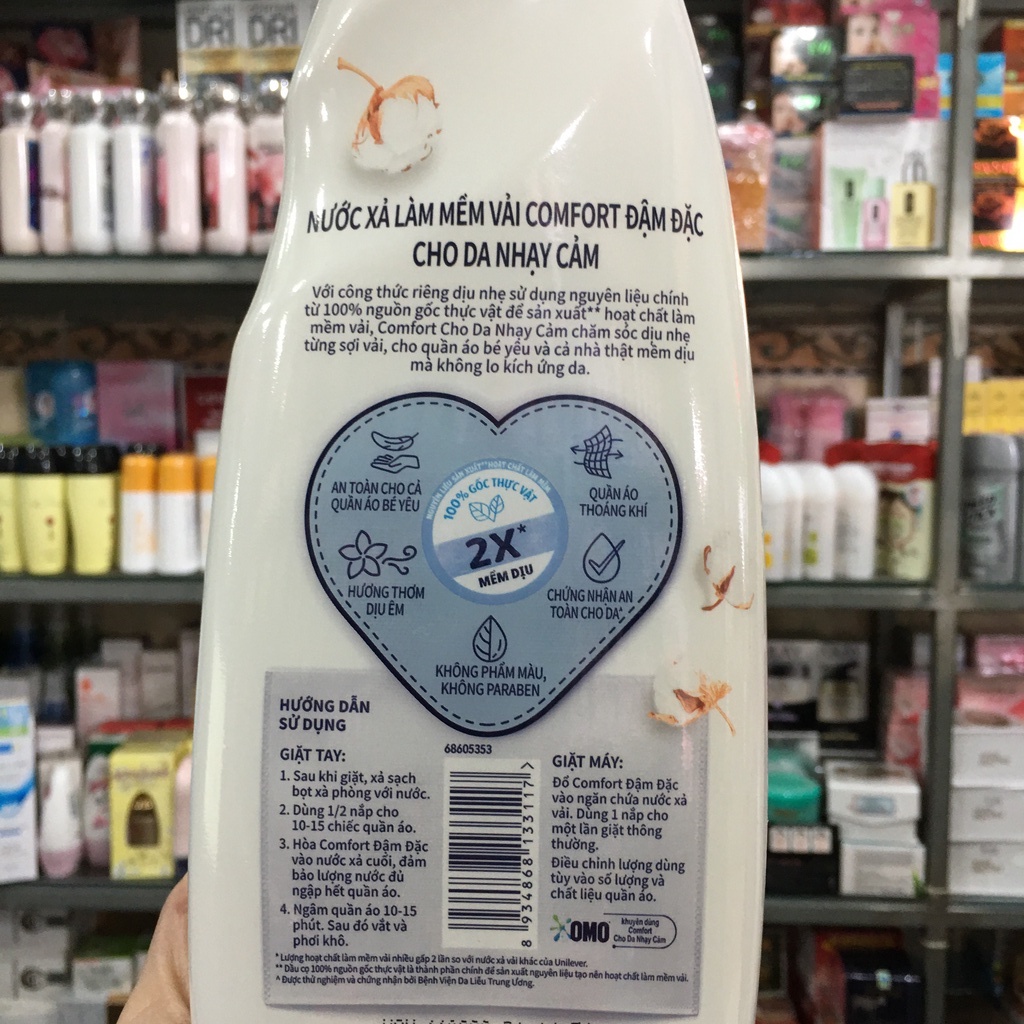 DRI DRI
NƯỚC XẢ LÀM MỀM VẢI COMFORT ĐẬM ĐẶC
CHO DA NHẠY CẢM
Với công thức riêng dịu nhẹ sử dụng nguyên liệu chính
từ 100% nguồn gốc thực vật để sản xuất** hoạt chất làm
mềm vải, Comfort Cho Da Nhạy Cảm chăm sóc dịu nhẹ
từng sợi vải, cho quần áo bé yêu và cả nhà thật mềm dịu
mà không lo kích ứng da.
AN TOÀN CHO CẢ
QUẦN ÁO BÉ YÊU
QUẦN ÁO
THOÁNG KHÍ
NGUYÊN LIỆU SẢN XUẤT**HOẠT CHẤT LÀM MỀM
100% GỐC THỰC VẬT
2X*
MỀM DỊU
HƯƠNG THƠM
DỊU ÊM
CHỨNG NHẬN AN
TOÀN CHO DA^
KHÔNG PHẨM MÀU,
KHÔNG PARABEN
HƯỚNG DẪN
SỬ DỤNG
GIẶT TAY:
1. Sau khi giặt, xả sạch
bọt xà phòng với nước.
2. Dùng 1/2 nắp cho
10-15 chiếc quần áo.
3. Hòa Comfort Đậm Đặc
vào nước xả cuối, đảm
bảo lượng nước đủ
ngập hết quần áo.
4. Ngâm quần áo 10-15
phút. Sau đó vắt và
phơi khô.
68605353
8 934868 133117 >
GIẶT MÁY:
Đổ Comfort Đậm Đặc
vào ngăn chứa nước xả
vải. Dùng 1 nắp cho
một lần giặt thông
thường.
Điều chỉnh lượng dùng
tùy vào số lượng và
chất liệu quần áo.
OMO
khuyên dùng
Comfort
Cho Da Nhạy Cảm
* Lượng hoạt chất làm mềm vải nhiều gấp 2 lần so với nước xả vải khác của Unilever.
** Dầu cọ 100% nguồn gốc thực vật là thành phần chính để sản xuất nguyên liệu tạo nên hoạt chất làm mềm vải.
^ Được thử nghiệm và chứng nhận bởi Bệnh Viện Da Liễu Trung Ương.